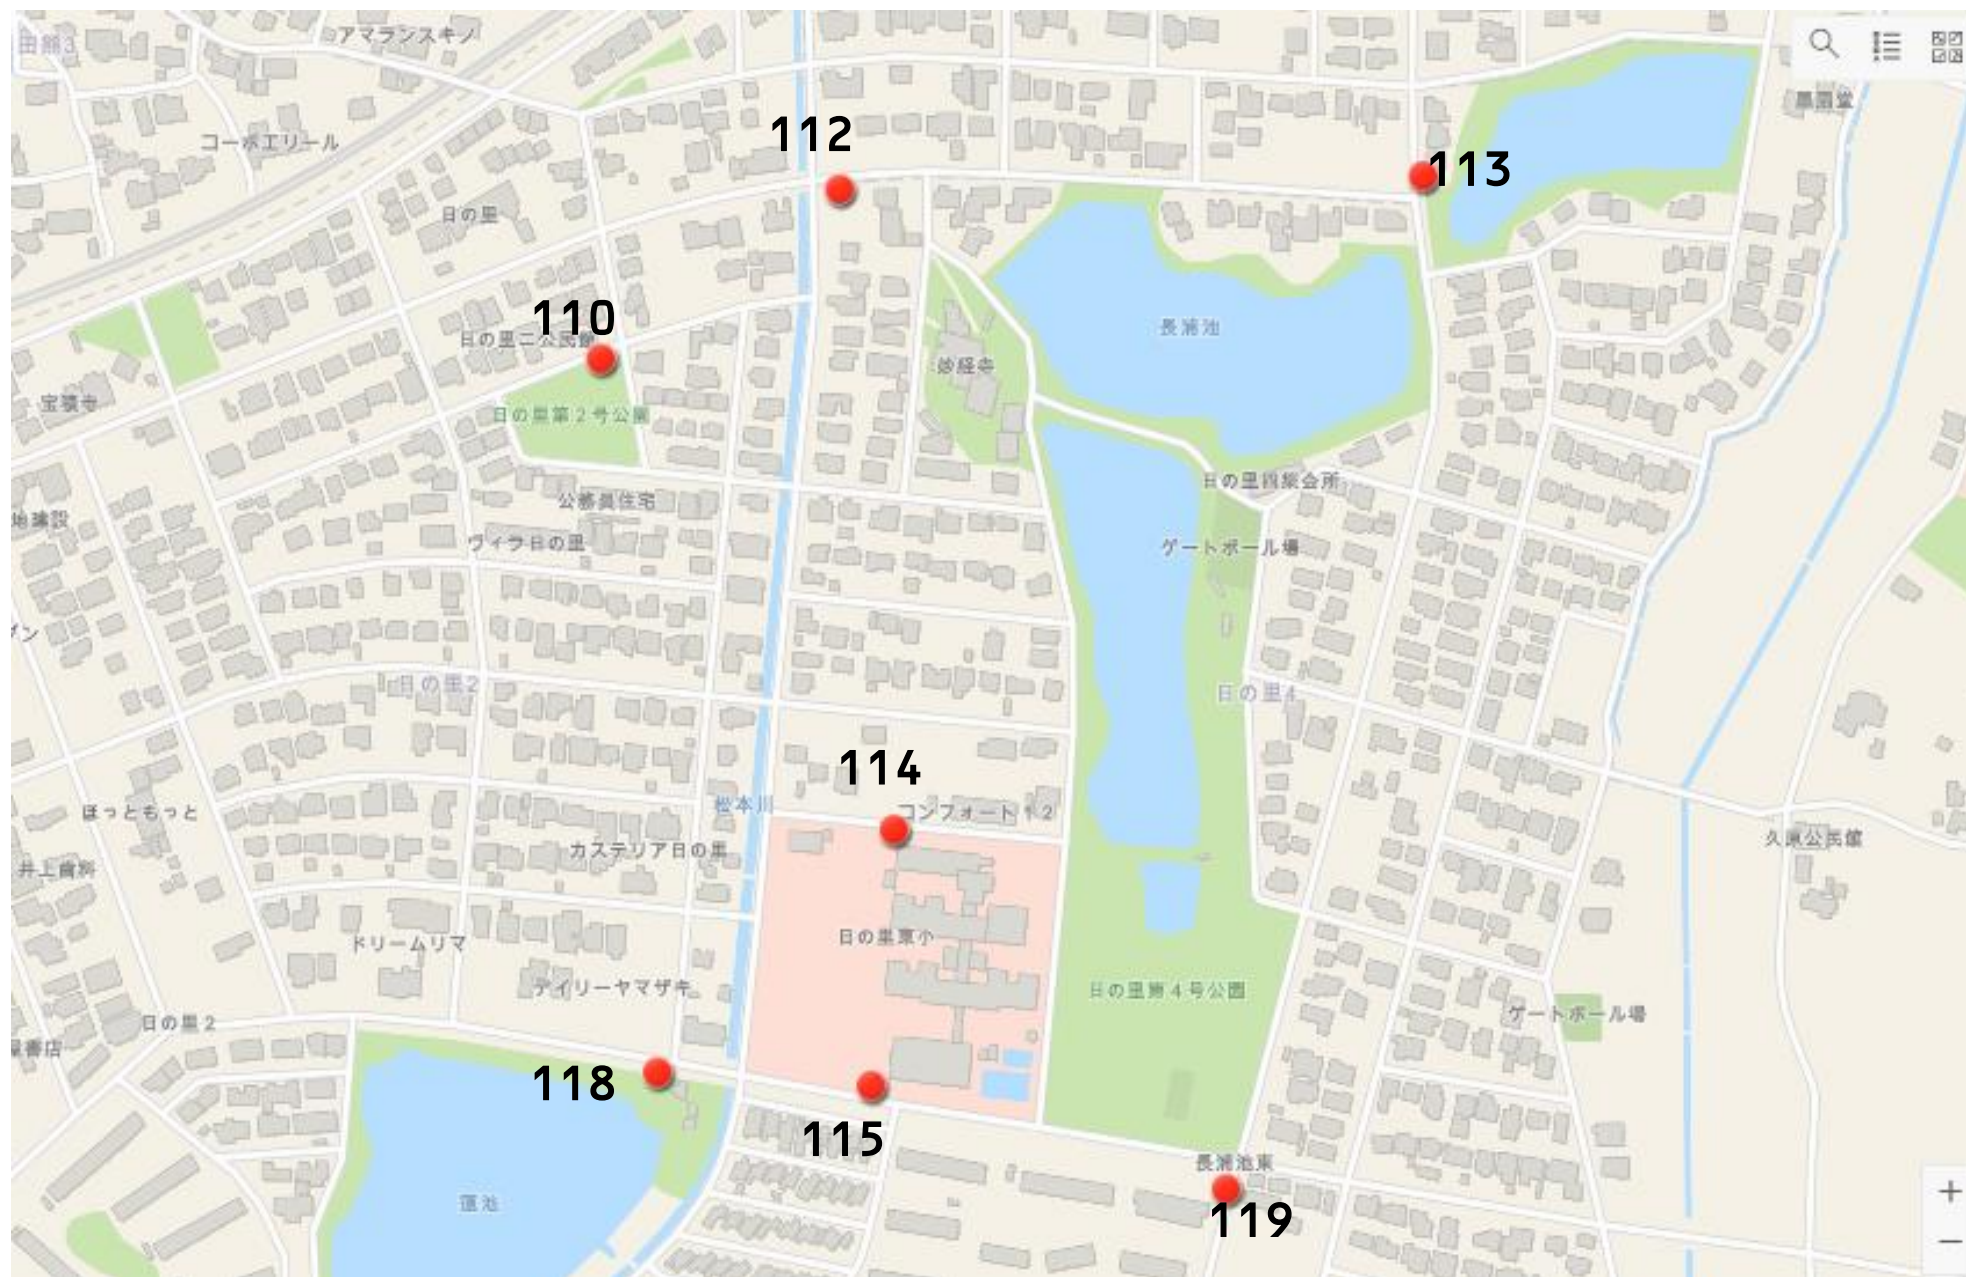 田熊3
アマランスキノ
黒田堂
コーポエリール
112
113
日の里
110
日の里二公民館
長浦池
妙経寺
宝積寺
日の里第2号公園
日の里四集会所
公務員住宅
地建設
ヴィラ日の里
ゲートボール場
日の里2
日の里4
114
松本川
コンフォート12
ほっともっと
久原公民館
カステリア日の里
井上歯科
日の里東小
ドリームリマ
デイリーヤマザキ
日の里第4号公園
日の里2
ゲートボール場
118
115
長浦池東
蓮池
119